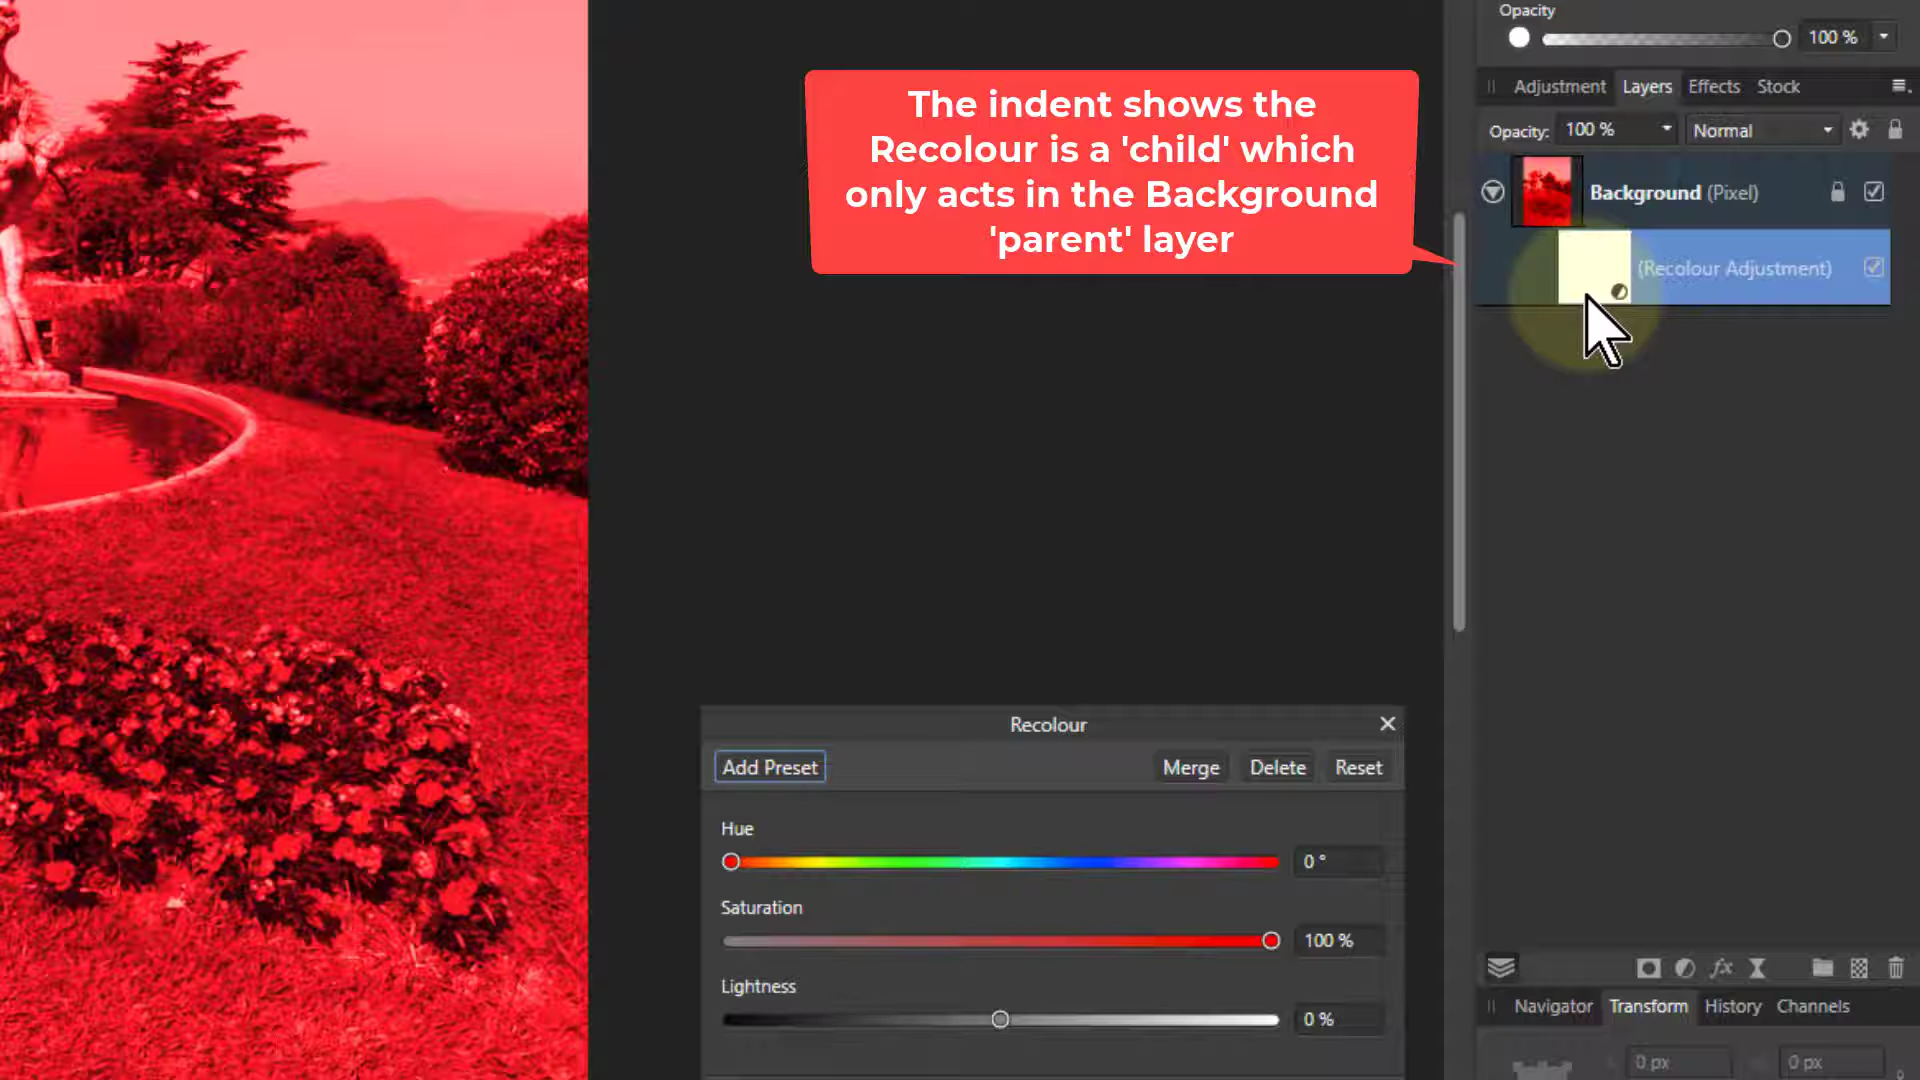 Opacity
100 %
The indent shows the
Recolour is a 'child' which
only acts in the Background
'parent' layer
Adjustment Layers Effects Stock
Opacity: 100 % Normal
Background (Pixel)
(Recolour Adjustment)
Recolour
Add Preset Merge Delete Reset
Hue
0 °
Saturation
100 %
Lightness
0 %
fx
Navigator Transform History Channels
0 px 0 px